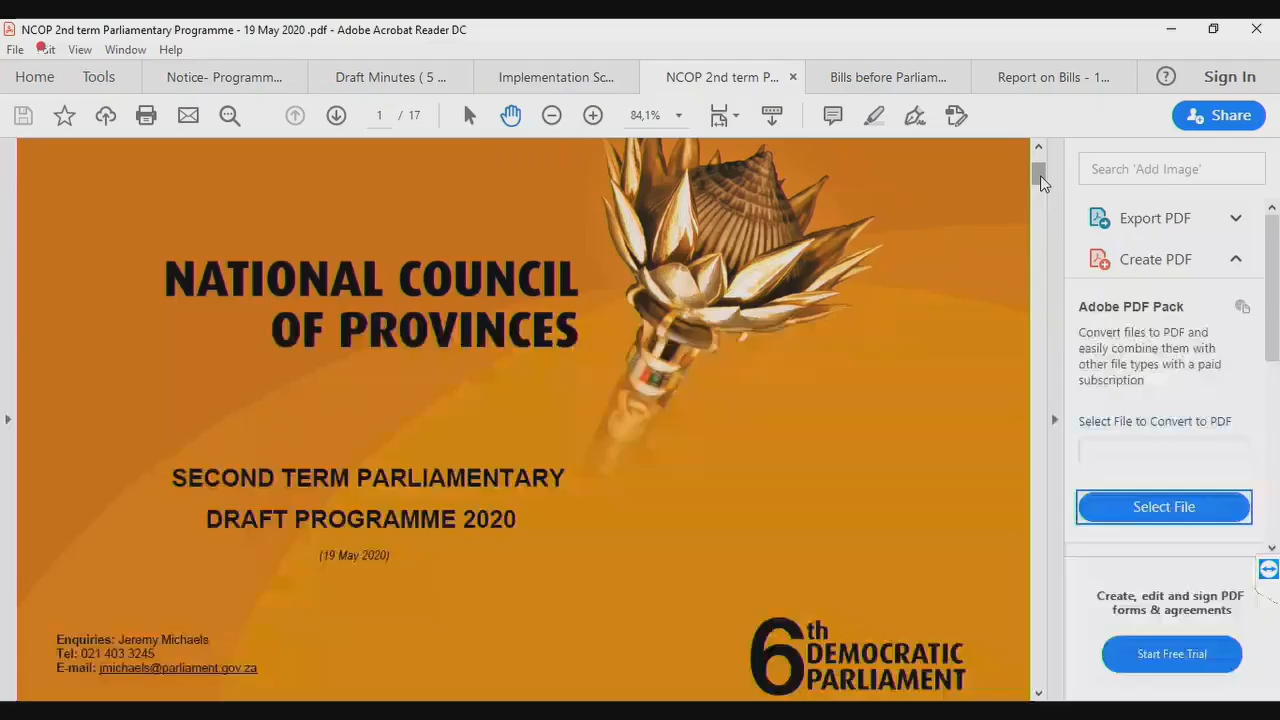 NCOP 2nd term Parliamentary Programme - 19 May 2020 .pdf - Adobe Acrobat Reader DC
File
View Window Help
Home Tools Notice- Programm... Draft Minutes ( 5 ... Implementation Sc... NCOP 2nd term P... × Bills before Parliam... Report on Bills - 1... Sign In
1 / 17 84,1% Share
Search 'Add Image'
Export PDF
Create PDF
Adobe PDF Pack
Convert files to PDF and
easily combine them with
other file types with a paid
subscription
Select File to Convert to PDF
Select File
Create, edit and sign PDF
forms & agreements
Start Free Trial
NATIONAL COUNCIL
OF PROVINCES
SECOND TERM PARLIAMENTARY
DRAFT PROGRAMME 2020
(19 May 2020)
Enquiries: Jeremy Michaels
Tel: 021 403 3245
E-mail: jmichaels@parliament.gov.za
6th
DEMOCRATIC
PARLIAMENT